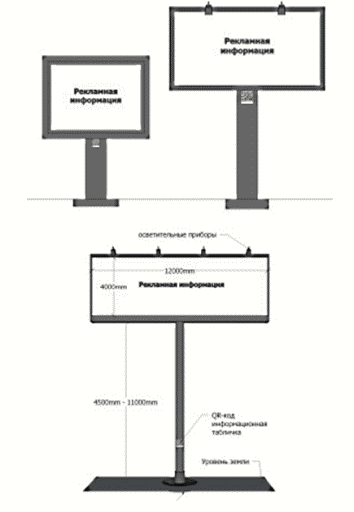 Рекламная
информация
Рекламная
информация
осветительные приборы
12000mm
4000mm
Рекламная информация
4500mm - 11000mm
QR-код
информационная
табличка
Уровень земли